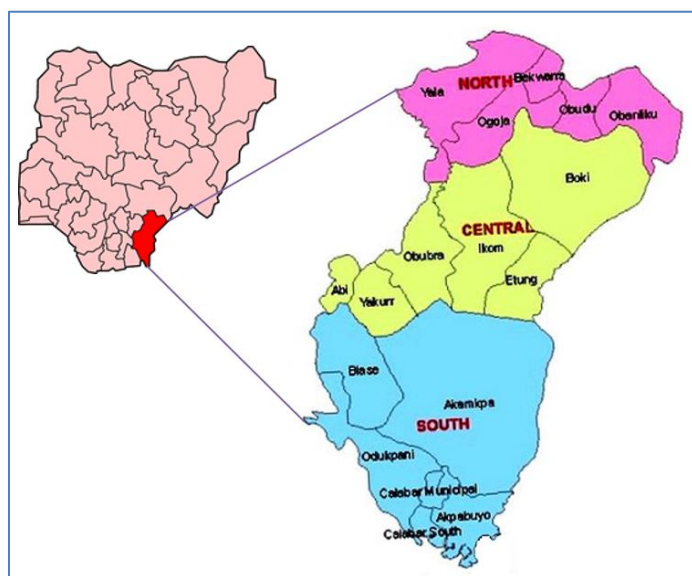 Yala
NORTH
Bekwarra
Ogoja
Obudu
Obanliku
Boki
CENTRAL
Ikom
Obubra
Etung
Abi
Yakurr
Biase
Akamkpa
SOUTH
Odukpani
Calabar Municipal
Akpabuyo
Calabar South